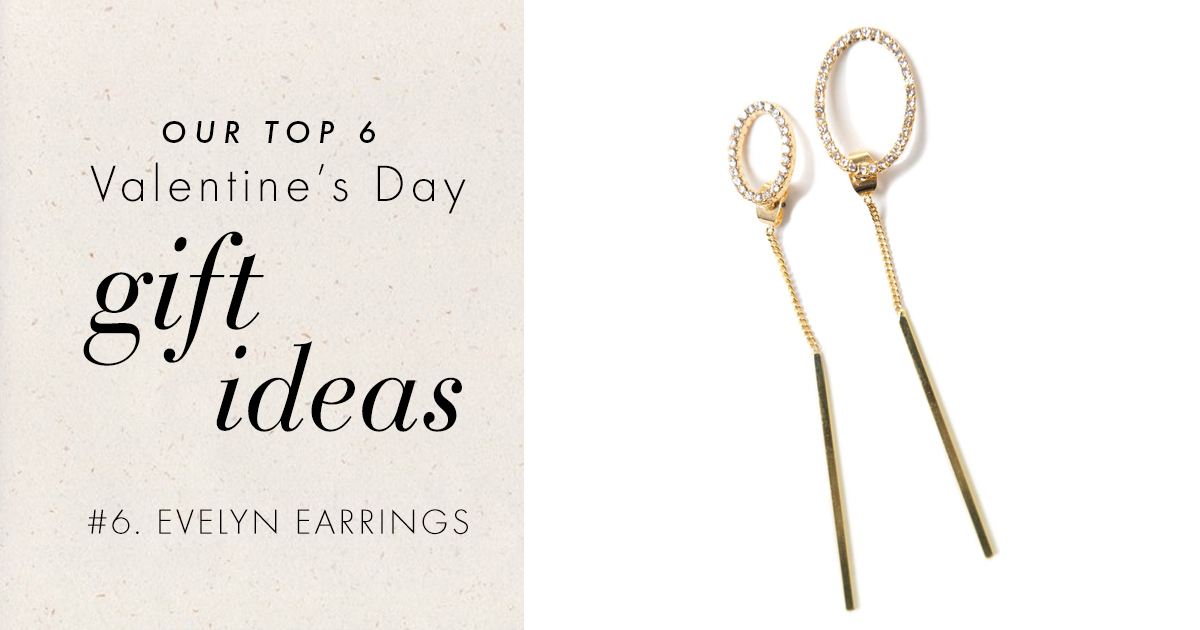 OUR TOP 6
Valentine's Day
gift
ideas
#6. EVELYN EARRINGS